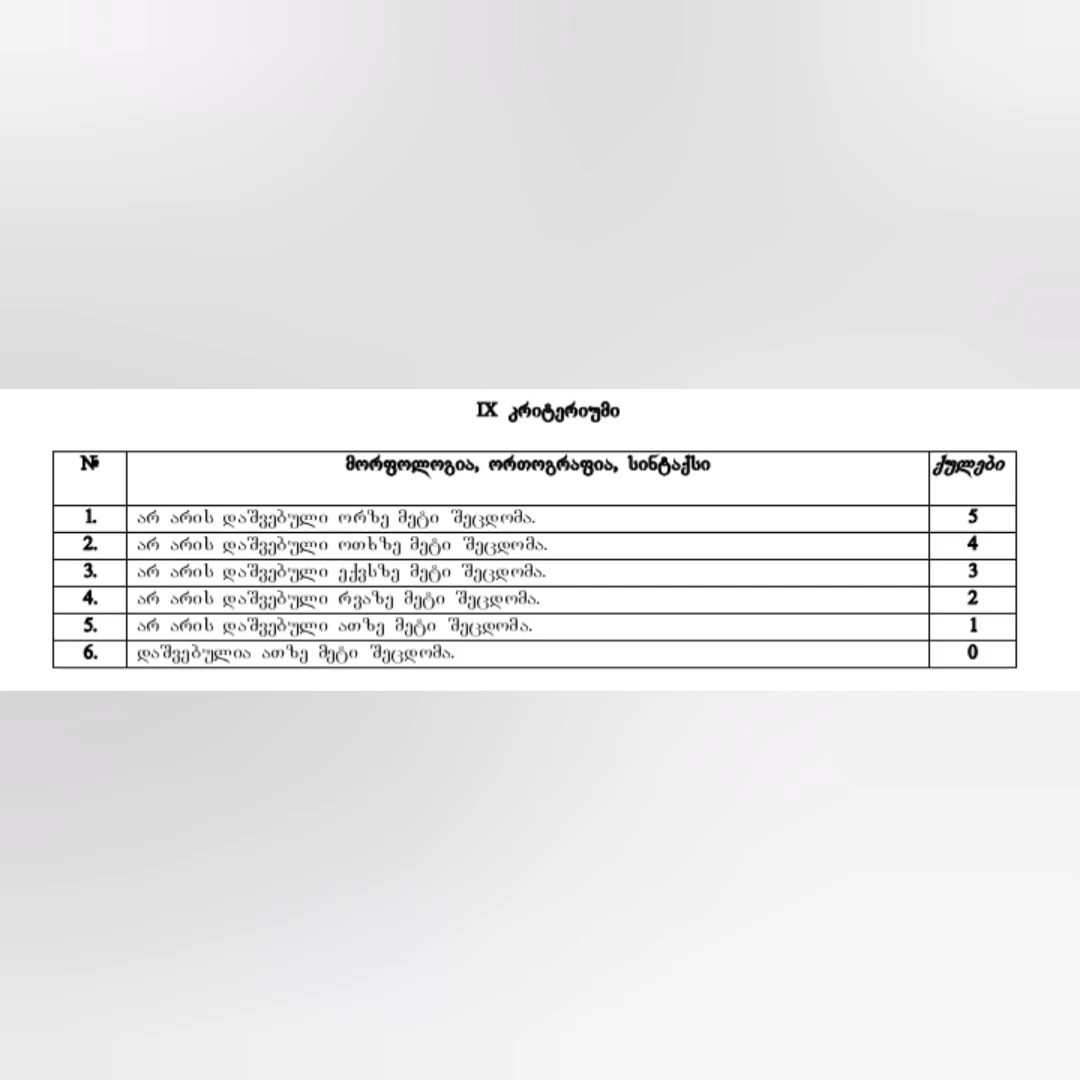 IX კრიტერიუმი
№ მორფოლოგია, ორთოგრაფია, სინტაქსი ქულები
1. არ არის დაშვებული ორზე მეტი შეცდომა. 5
2. არ არის დაშვებული ოთხზე მეტი შეცდომა. 4
3. არ არის დაშვებული ექვსზე მეტი შეცდომა. 3
4. არ არის დაშვებული რვაზე მეტი შეცდომა. 2
5. არ არის დაშვებული ათზე მეტი შეცდომა. 1
6. დაშვებულია ათზე მეტი შეცდომა. 0